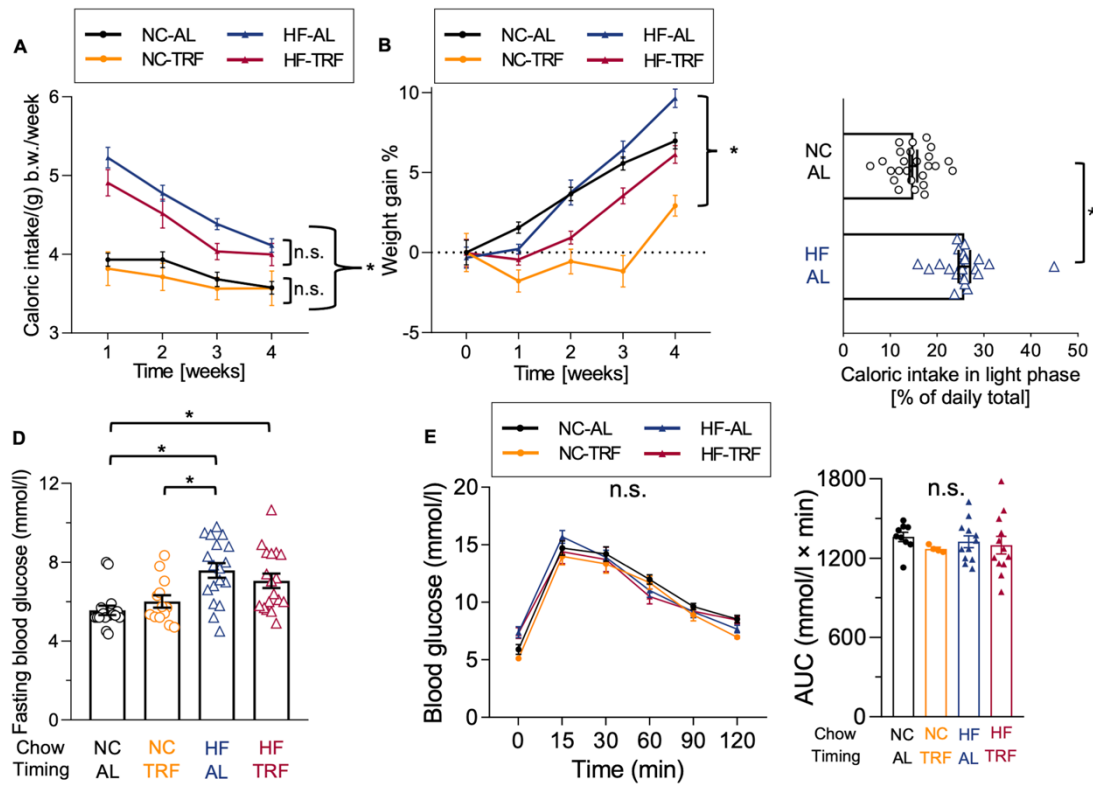 A
NC-AL
HF-AL
NC-TRF
HF-TRF
Caloric intake/(g) b.w./week
6
5
4
3
n.s.
n.s.
*
1
2
3
4
Time [weeks]
B
NC-AL
HF-AL
NC-TRF
HF-TRF
Weight gain %
10
5
0
-5
*
0
1
2
3
4
Time [weeks]
NC
AL
HF
AL
*
0
10
20
30
40
50
Caloric intake in light phase
[% of daily total]
D
Fasting blood glucose (mmol/l)
12
8
4
0
*
*
*
Chow
NC
NC
HF
HF
Timing
AL
TRF
AL
TRF
E
NC-AL
HF-AL
NC-TRF
HF-TRF
n.s.
Blood glucose (mmol/l)
20
15
10
5
0
0
15
30
60
90
120
Time (min)
AUC (mmol/l × min)
1800
1200
600
0
n.s.
Chow
NC
NC
HF
HF
Timing
AL
TRF
AL
TRF